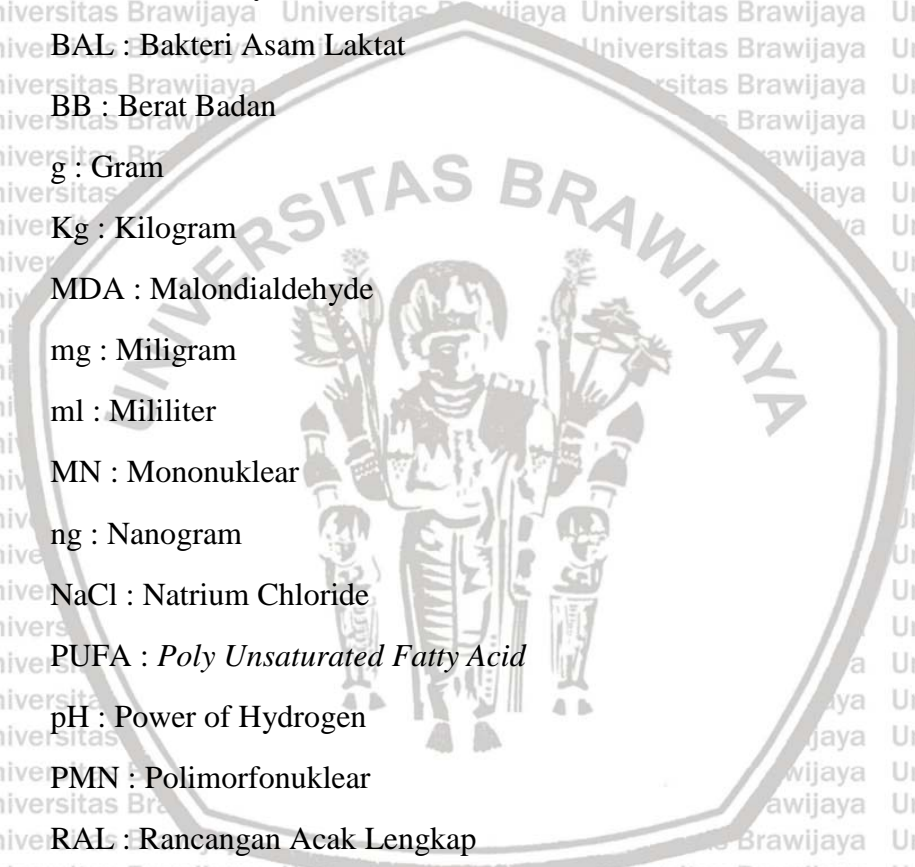 BAL : Bakteri Asam Laktat
BB : Berat Badan
g : Gram
Kg : Kilogram
MDA : Malondialdehyde
mg : Miligram
ml : Mililiter
MN : Mononuklear
ng : Nanogram
NaCl : Natrium Chloride
PUFA : Poly Unsaturated Fatty Acid
pH : Power of Hydrogen
PMN : Polimorfonuklear
RAL : Rancangan Acak Lengkap
UNIVERSITAS BRAWIJAYA